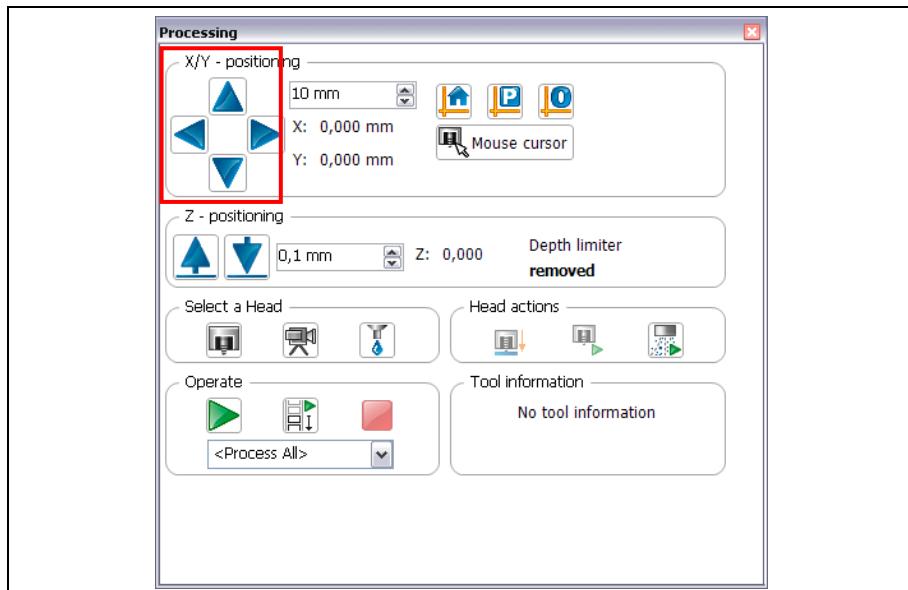 Processing
X/Y - positioning
10 mm
X: 0,000 mm
Mouse cursor
Y: 0,000 mm
Z - positioning
0,1 mm
Z: 0,000
Depth limiter
removed
Select a Head
Head actions
Operate
Tool information
No tool information
<Process All>